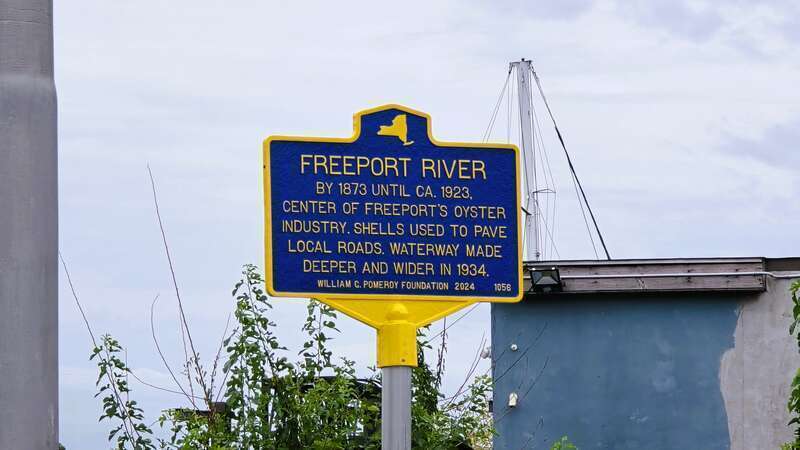 FREEPORT RIVER
BY 1873 UNTIL CA. 1923,
CENTER OF FREEPORT'S OYSTER
INDUSTRY. SHELLS USED TO PAVE
LOCAL ROADS. WATERWAY MADE
DEEPER AND WIDER IN 1934.
WILLIAM G. POMEROY FOUNDATION 2024 1056